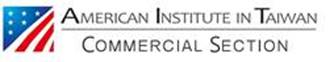 AMERICAN INSTITUTE IN TAIWAN
COMMERCIAL SECTION